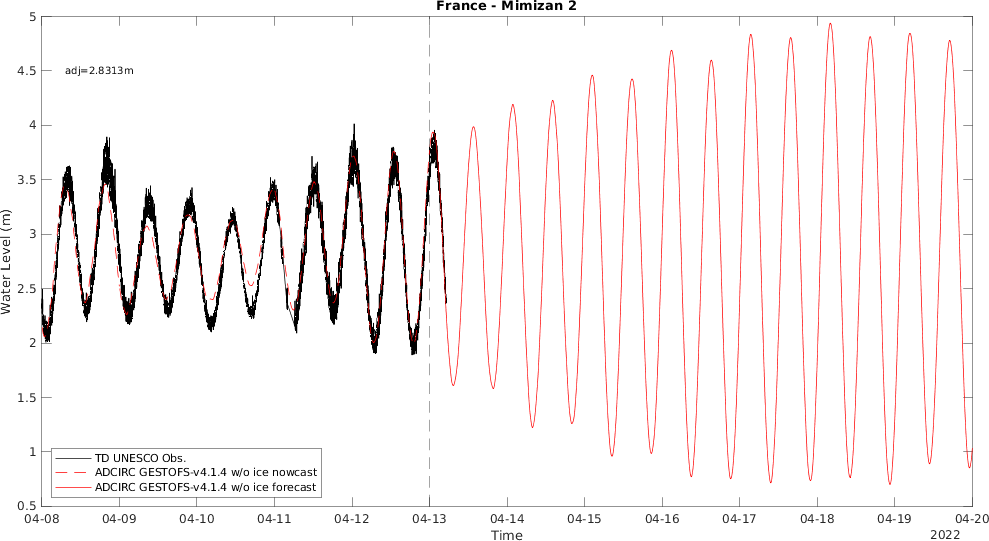 France - Mimizan 2
adj=2.8313m
5
4.5
4
3.5
3
2.5
2
1.5
1
0.5
Water Level (m)
TD UNESCO Obs.
ADCIRC GESTOFS-v4.1.4 w/o ice nowcast
ADCIRC GESTOFS-v4.1.4 w/o ice forecast
04-08 04-09 04-10 04-11 04-12 04-13 04-14 04-15 04-16 04-17 04-18 04-19 04-20
Time
2022